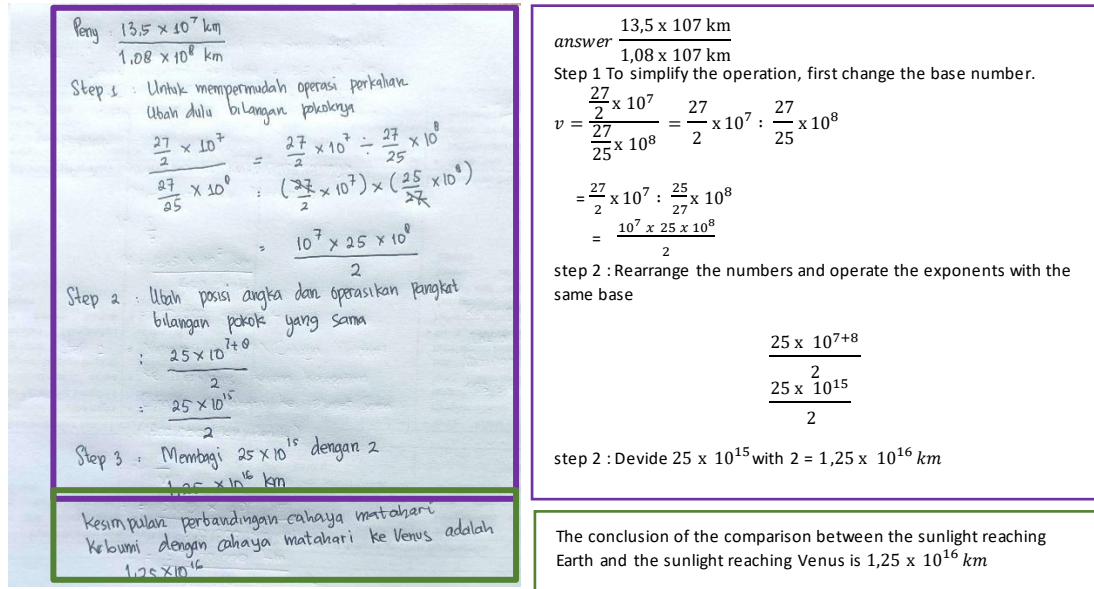 Peny : 13,5 × 10⁷ km
1,08 × 10⁸ km
Step 1 : Untuk mempermudah operasi perkalian
Ubah dulu bilangan pokoknya
27/2 × 10⁷ = 27/2 × 10⁷ ÷ 27/25 × 10⁸
27/25 × 10⁸ : (27/2 × 10⁷) × (25/27 × 10⁸)
= 10⁷ × 25 × 10⁸
2
Step 2 : Ubah posisi angka dan operasikan pangkat
bilangan pokok yang sama
: 25 × 10⁷⁺⁸
2
: 25 × 10¹⁵
2
Step 3 : Membagi 25 × 10¹⁵ dengan 2
1,25 × 10¹⁶ km
Kesimpulan perbandingan cahaya matahari
Kebumi dengan cahaya matahari ke Venus adalah
1,25 × 10¹⁶
answer 13,5 x 107 km
1,08 x 107 km
Step 1 To simplify the operation, first change the base number.
v = 27/2 x 10⁷ / 27/25 x 10⁸ = 27/2 x 10⁷ : 27/25 x 10⁸
= 27/2 x 10⁷ : 25/27 x 10⁸
= 10⁷ x 25 x 10⁸
2
step 2 : Rearrange the numbers and operate the exponents with the
same base
25 x 10⁷⁺⁸
2
25 x 10¹⁵
2
step 2 : Devide 25 x 10¹⁵ with 2 = 1,25 x 10¹⁶ km
The conclusion of the comparison between the sunlight reaching
Earth and the sunlight reaching Venus is 1,25 x 10¹⁶ km